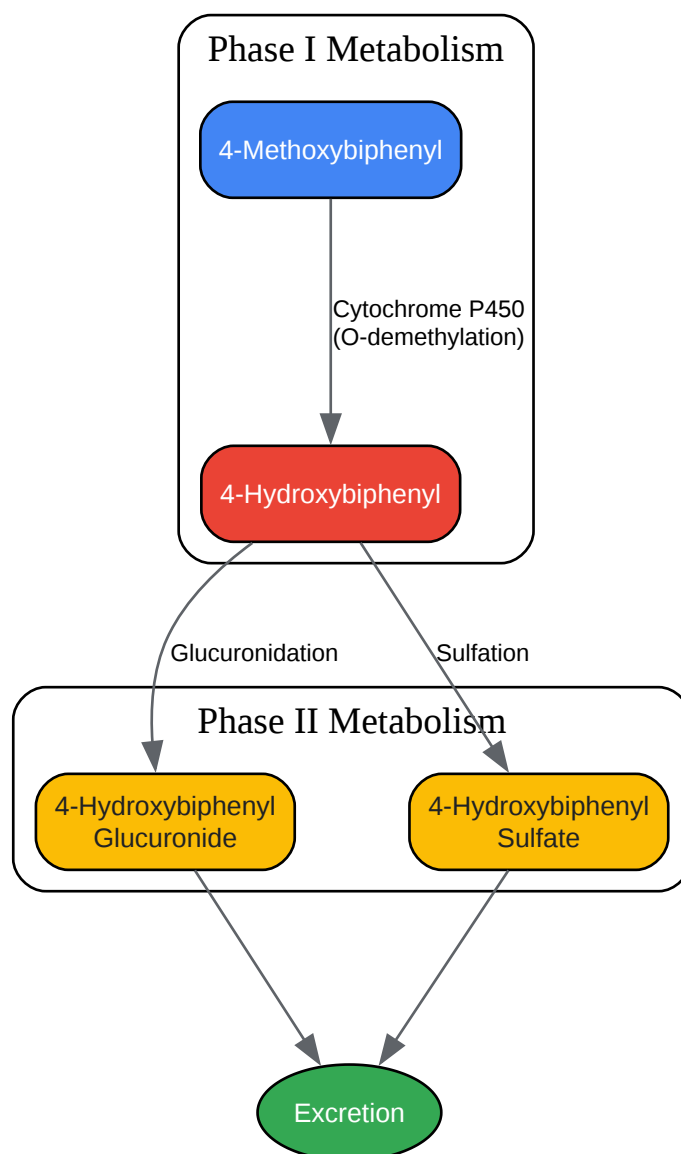 Phase I Metabolism
4-Methoxybiphenyl
Cytochrome P450
(O-demethylation)
4-Hydroxybiphenyl
Glucuronidation
Sulfation
Phase II Metabolism
4-Hydroxybiphenyl
Glucuronide
4-Hydroxybiphenyl
Sulfate
Excretion